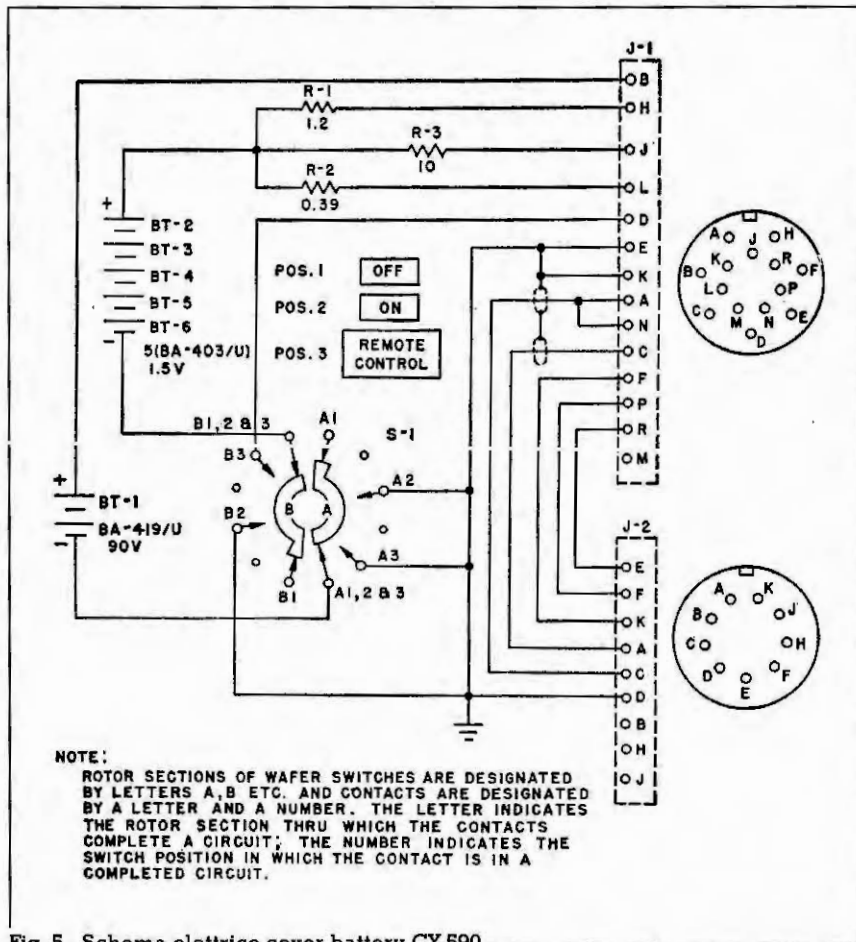 J-1
B
R-1
H
1.2
R-3
J
10
R-2
L
0.39
D
+
BT-2
BT-3
BT-4
BT-5
BT-6
-
5(BA-403/U)
1.5V
POS.1 OFF
POS.2 ON
POS.3 REMOTE
CONTROL
E
K
A
N
C
F
P
R
M
A J H
B K R F
L P
C M N E
D
B1,2 & 3 A1
B3 S-1
A2
B2 B A
A3
B1 A1,2 & 3
+
BT-1
BA-419/U
-
90V
J-2
E
F
K
A
C
D
B
H
J
A K
B J
C H
D F
E
NOTE:
ROTOR SECTIONS OF WAFER SWITCHES ARE DESIGNATED
BY LETTERS A,B ETC. AND CONTACTS ARE DESIGNATED
BY A LETTER AND A NUMBER. THE LETTER INDICATES
THE ROTOR SECTION THRU WHICH THE CONTACTS
COMPLETE A CIRCUIT; THE NUMBER INDICATES THE
SWITCH POSITION IN WHICH THE CONTACT IS IN A
COMPLETED CIRCUIT.
Fig. 5 Schema elettrico cover battery CY 590